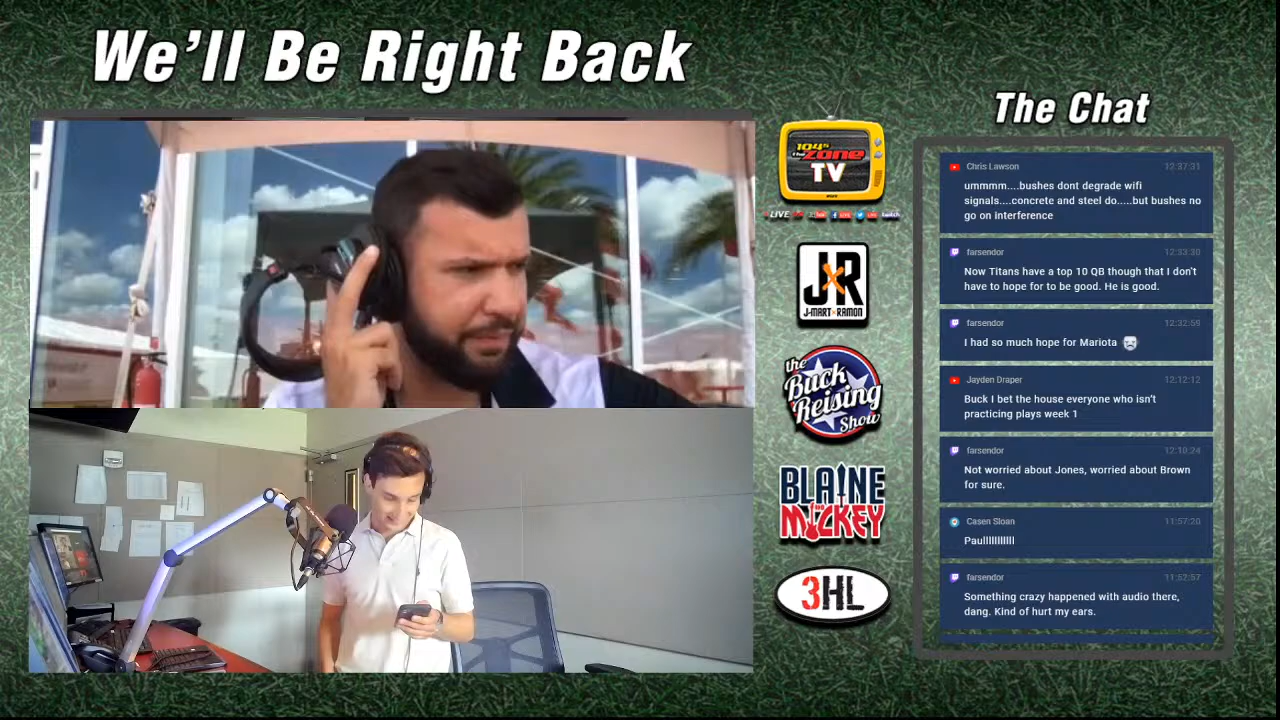 We'll Be Right Back
The Chat
104.5
the ZONE
TV
LIVE
J
X
R
J-MART X RAMON
the
Buck
Reising
Show
BLAINE
AND
MICKEY
3HL
Chris Lawson 12:37:31
ummmm....bushes dont degrade wifi
signals....concrete and steel do.....but bushes no
go on interference
farsendor 12:33:30
Now Titans have a top 10 QB though that I don't
have to hope for to be good. He is good.
farsendor 12:32:59
I had so much hope for Mariota
Jayden Draper 12:12:12
Buck I bet the house everyone who isn't
practicing plays week 1
farsendor 12:10:24
Not worried about Jones, worried about Brown
for sure.
Casen Sloan 11:57:20
Paulllllllllll
farsendor 11:52:57
Something crazy happened with audio there,
dang. Kind of hurt my ears.